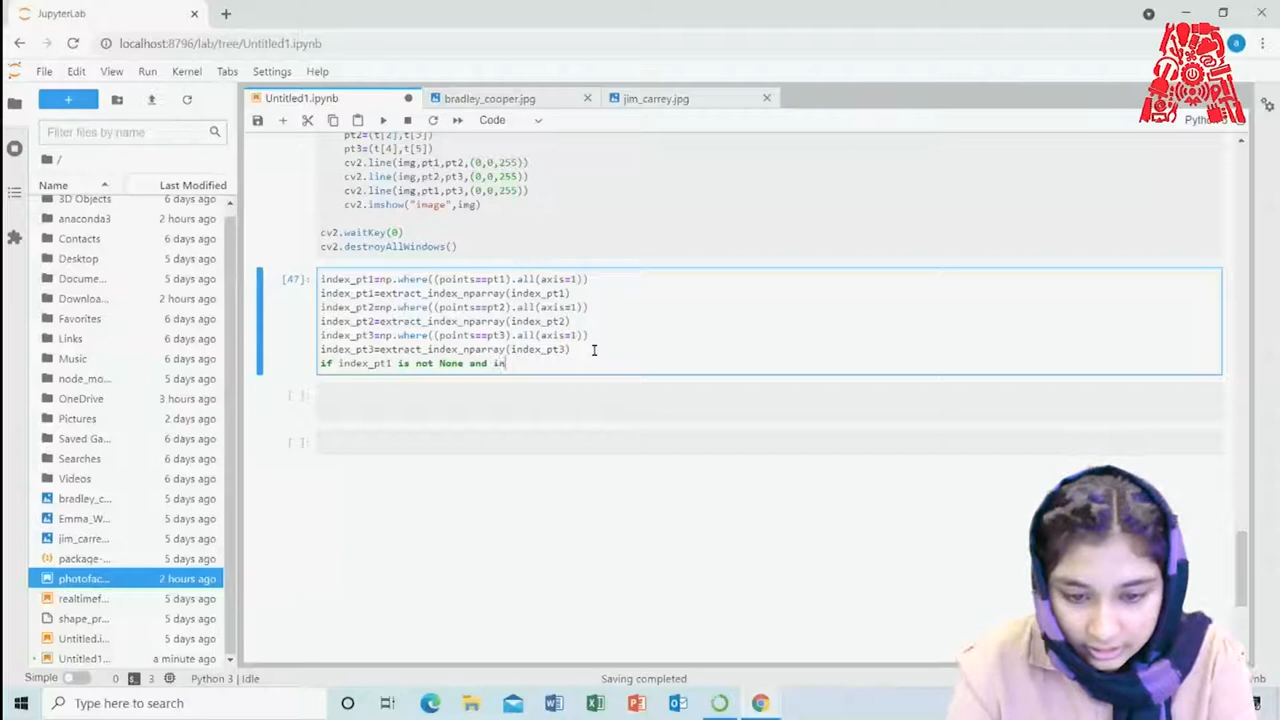 JupyterLab
localhost:8796/lab/tree/Untitled1.ipynb
a
File Edit View Run Kernel Tabs Settings Help
Untitled1.ipynb bradley_cooper.jpg jim_carrey.jpg
Code
Filter files by name
/
Name Last Modified
3D Objects 6 days ago
anaconda3 2 hours ago
Contacts 6 days ago
Desktop 6 days ago
Docume... 6 days ago
Downloa... 2 hours ago
Favorites 6 days ago
Links 6 days ago
Music 6 days ago
node_mo... 6 days ago
OneDrive 3 hours ago
Pictures 2 days ago
Saved Ga... 6 days ago
Searches 6 days ago
Videos 6 days ago
bradley_c... 5 days ago
Emma_W... 5 days ago
jim_carre... 5 days ago
package-... 6 days ago
photofac... 2 hours ago
realtimef... 5 days ago
shape_pr... 5 days ago
Untitled.i... 5 days ago
Untitled1... a minute ago
pt2=(t[2],t[3])
pt3=(t[4],t[5])
cv2.line(img,pt1,pt2,(0,0,255))
cv2.line(img,pt2,pt3,(0,0,255))
cv2.line(img,pt1,pt3,(0,0,255))
cv2.imshow("image",img)
cv2.waitKey(0)
cv2.destroyAllWindows()
[47]:
index_pt1=np.where((points==pt1).all(axis=1))
index_pt1=extract_index_nparray(index_pt1)
index_pt2=np.where((points==pt2).all(axis=1))
index_pt2=extract_index_nparray(index_pt2)
index_pt3=np.where((points==pt3).all(axis=1))
index_pt3=extract_index_nparray(index_pt3)
if index_pt1 is not None and in
[ ]:
[ ]:
Simple 0 3 Python 3 | Idle Saving completed
Type here to search